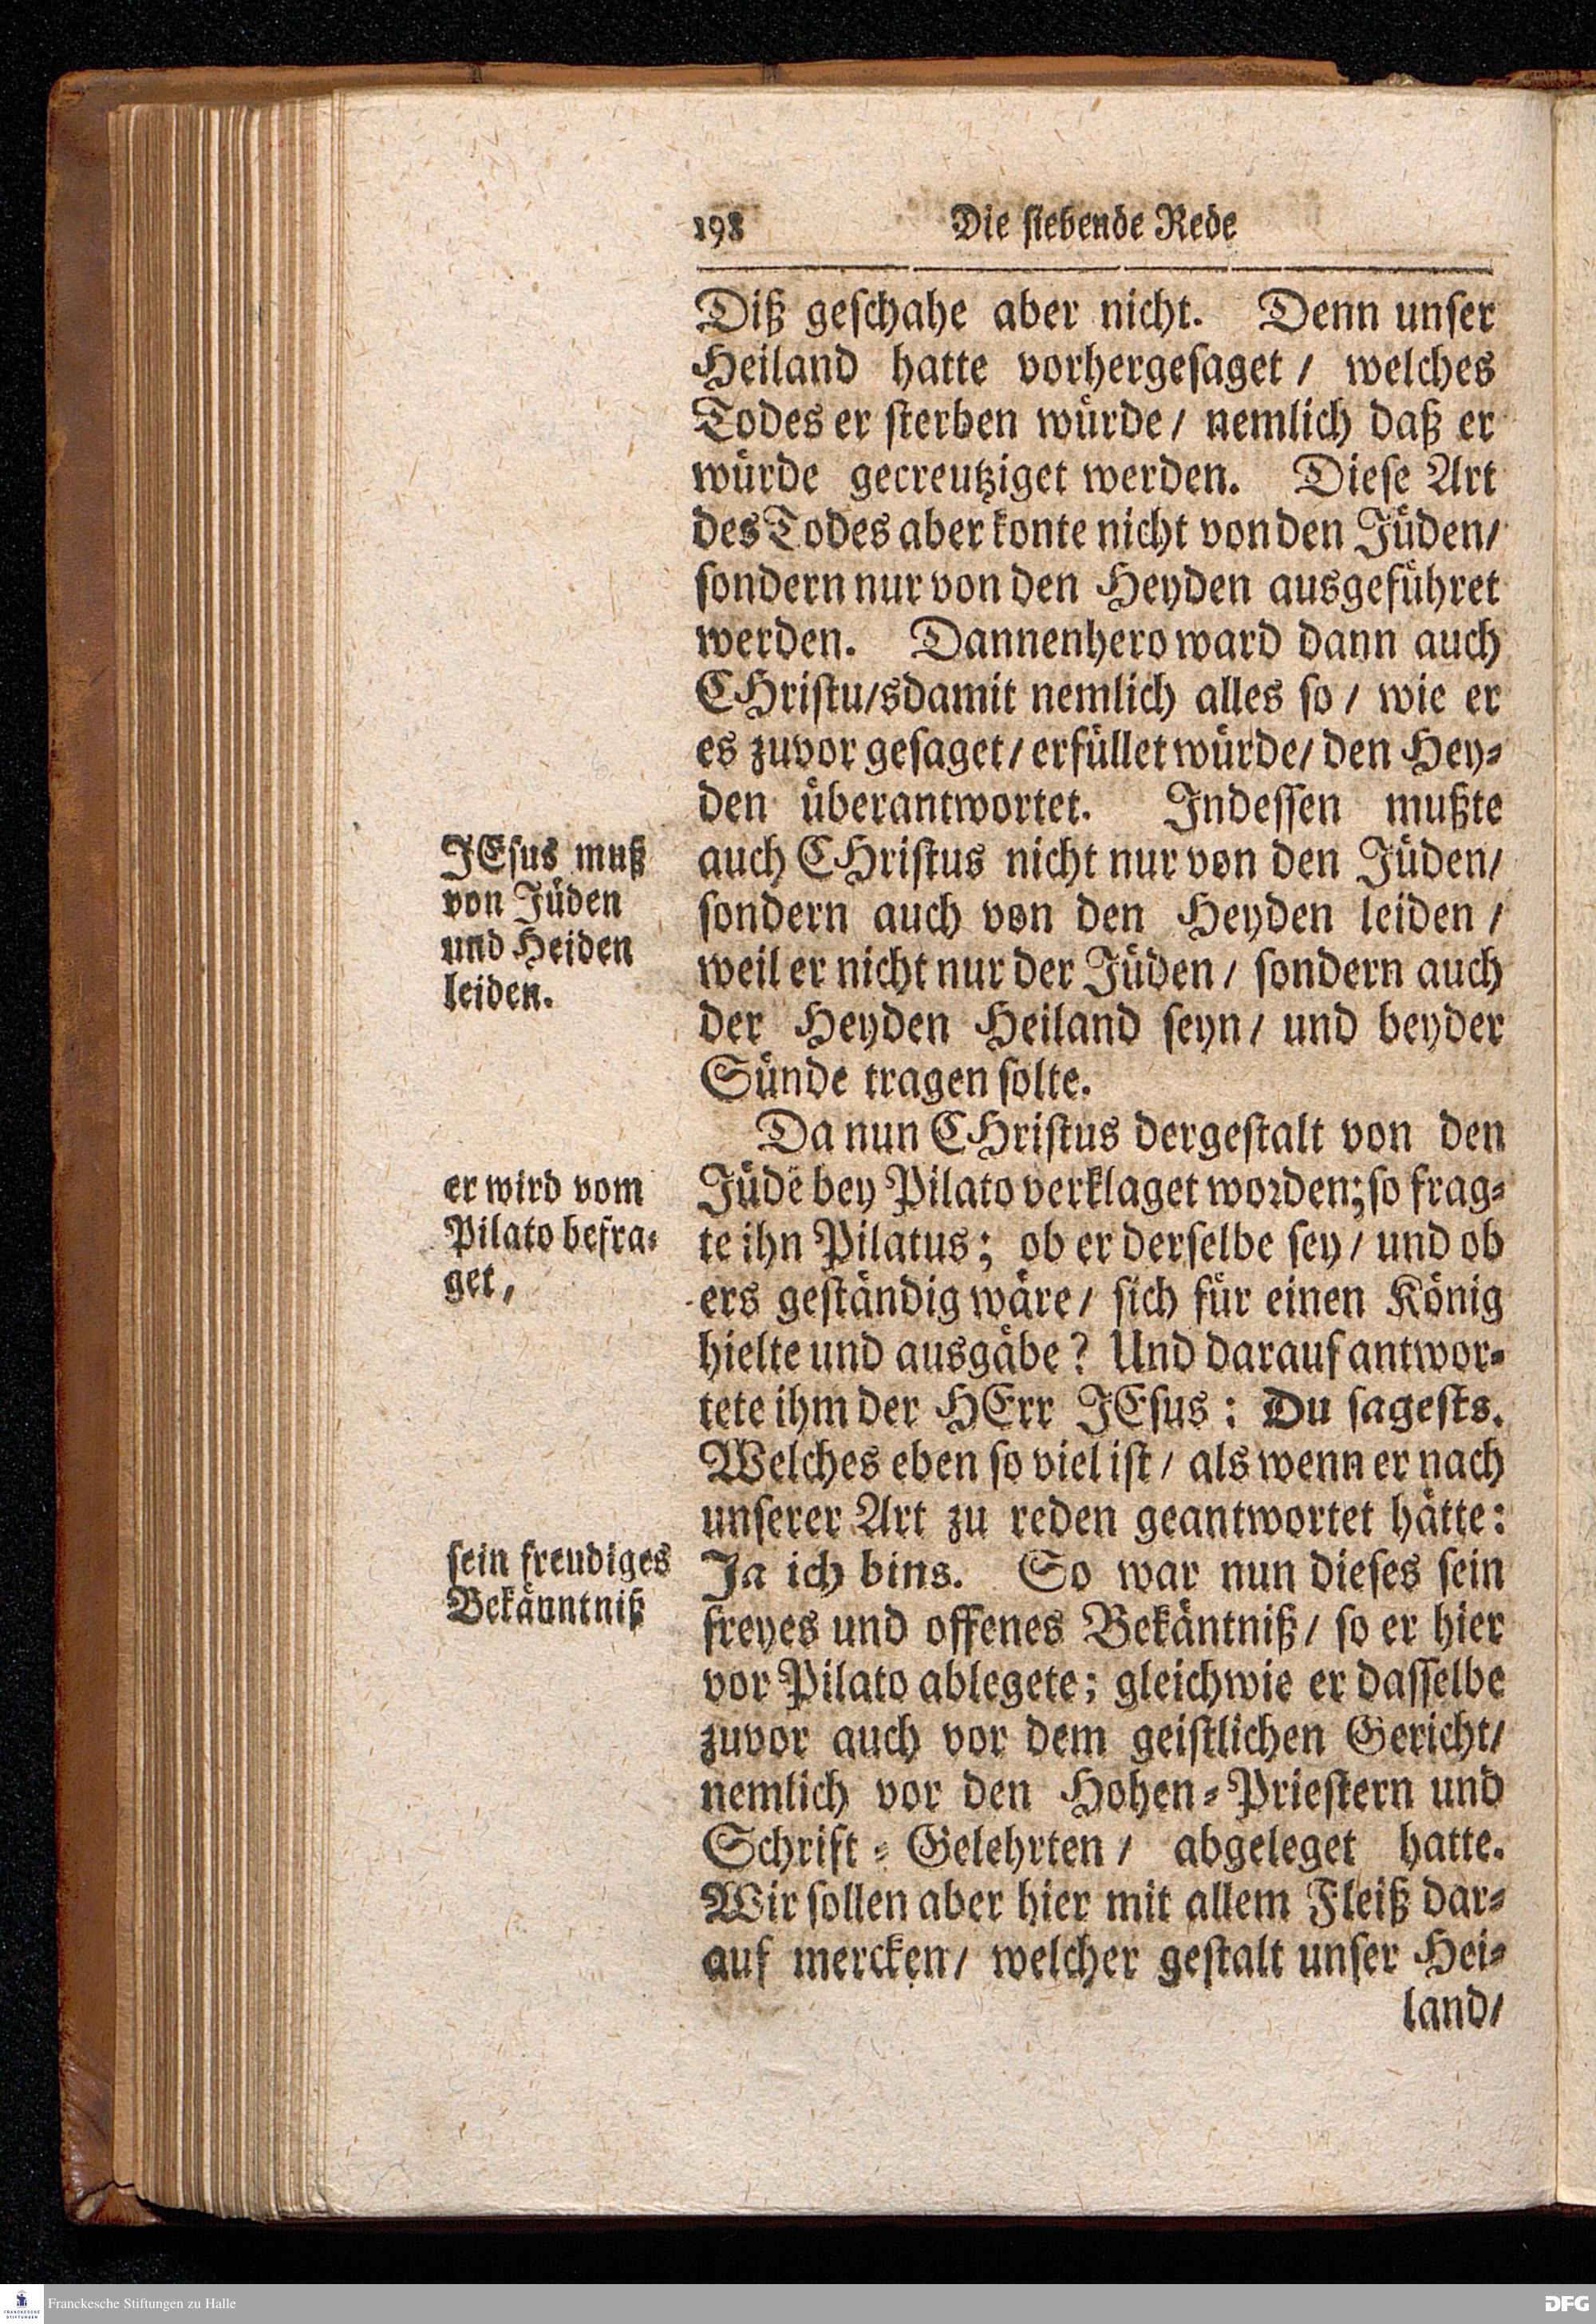 198 Die siebende Rede
Diß geschahe aber nicht. Denn unser
Heiland hatte vorhergesaget / welches
Todes er sterben würde / nemlich daß er
würde gecreutziget werden. Diese Art
des Todes aber konte nicht von den Jüden /
sondern nur von den Heyden ausgeführet
werden. Dannenhero ward dann auch
CHristu/sdamit nemlich alles so / wie er
es zuvor gesaget / erfüllet würde / den Hey-
den überantwortet. Indessen mußte
JEsus muß
von Jüden
und Heiden
leiden.
auch CHristus nicht nur von den Jüden /
sondern auch von den Heyden leiden /
weil er nicht nur der Jüden / sondern auch
der Heyden Heiland seyn / und beyder
Sünde tragen solte.
Da nun CHristus dergestalt von den
er wird vom
Pilato befra-
get,
Jüdē bey Pilato verklaget worden; so frag-
te ihn Pilatus; ob er derselbe sey / und ob
ers geständig wäre / sich für einen König
hielte und ausgäbe? Und darauf antwor-
tete ihm der HErr JEsus: Du sagests.
Welches eben so viel ist / als wenn er nach
unserer Art zu reden geantwortet hätte:
sein freudiges
Bekänntniß
Ja ich bins. So war nun dieses sein
freyes und offenes Bekäntniß / so er hier
vor Pilato ablegete; gleichwie er dasselbe
zuvor auch vor dem geistlichen Gericht /
nemlich vor den Hohen-Priestern und
Schrift-Gelehrten / abgeleget hatte.
Wir sollen aber hier mit allem Fleiß dar-
auf mercken / welcher gestalt unser Hei-
land /
Franckesche Stiftungen zu Halle
DFG